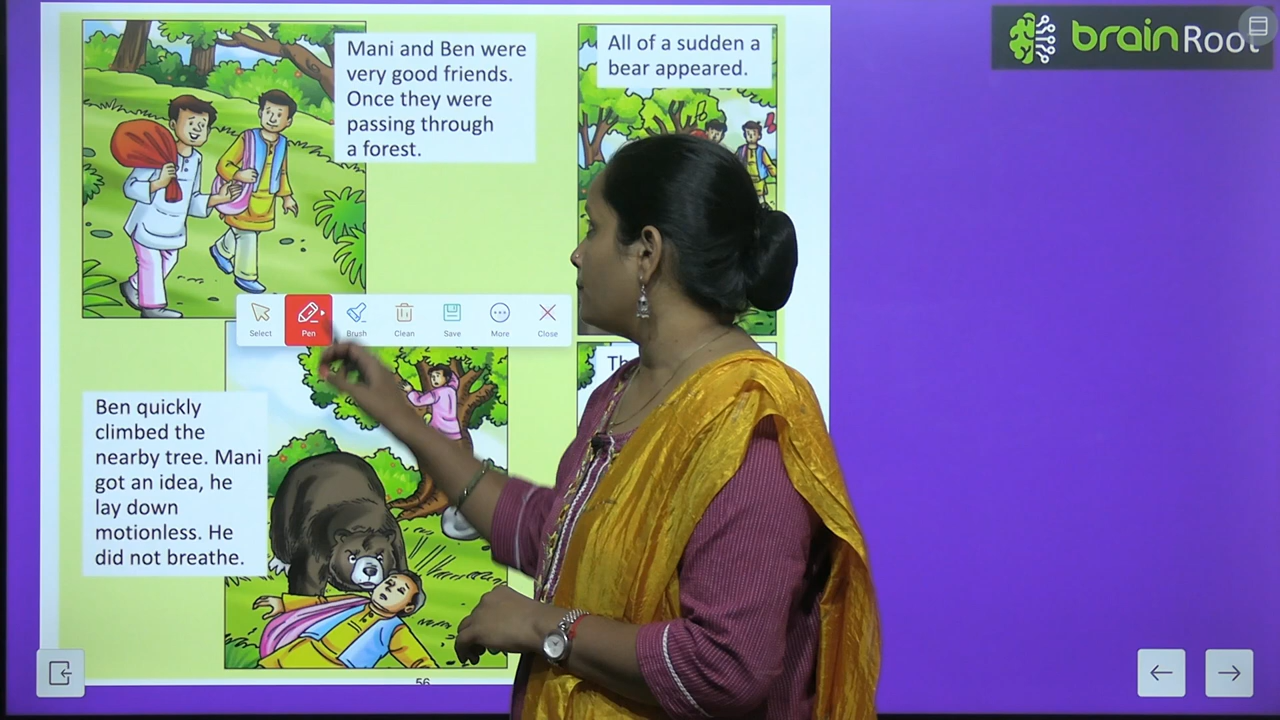 Mani and Ben were
very good friends.
Once they were
passing through
a forest.
All of a sudden a
bear appeared.
brainRoot
Select
Pen
Brush
Clean
Save
More
Close
Ben quickly
climbed the
nearby tree. Mani
got an idea, he
lay down
motionless. He
did not breathe.
56